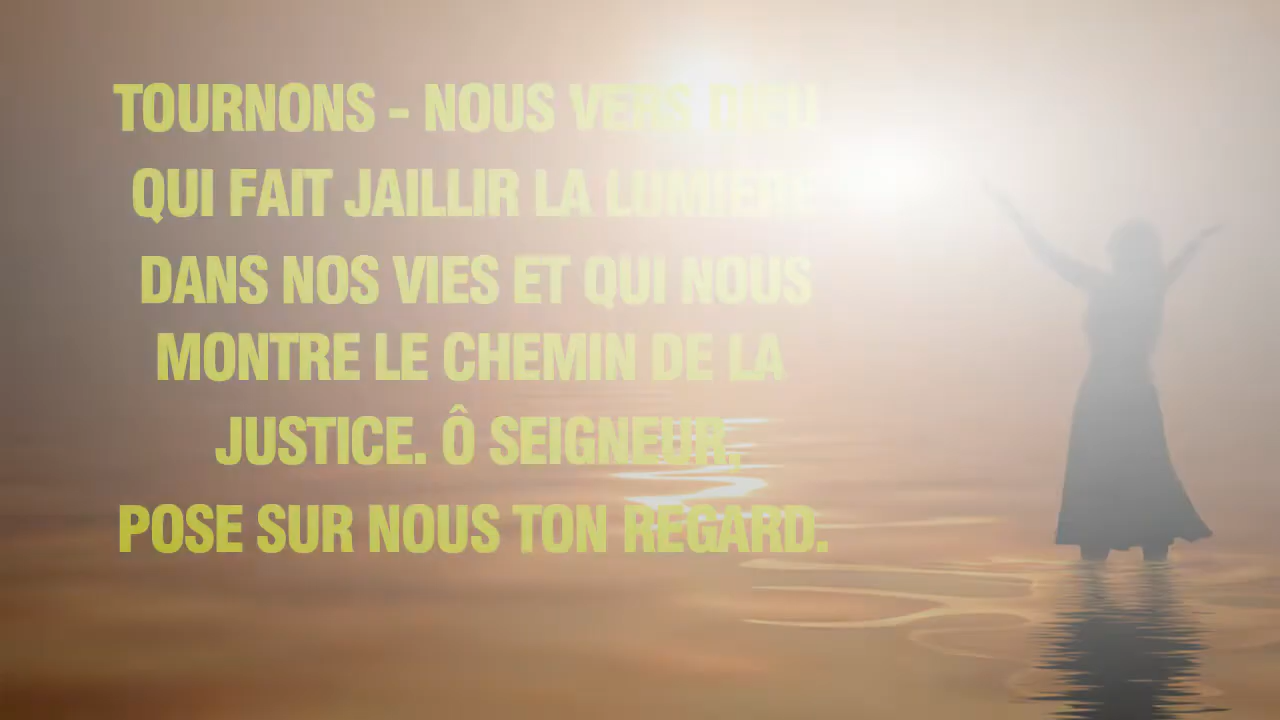 TOURNONS - NOUS VERS DIEU
QUI FAIT JAILLIR LA LUMIERE
DANS NOS VIES ET QUI NOUS
MONTRE LE CHEMIN DE LA
JUSTICE. Ô SEIGNEUR,
POSE SUR NOUS TON REGARD.